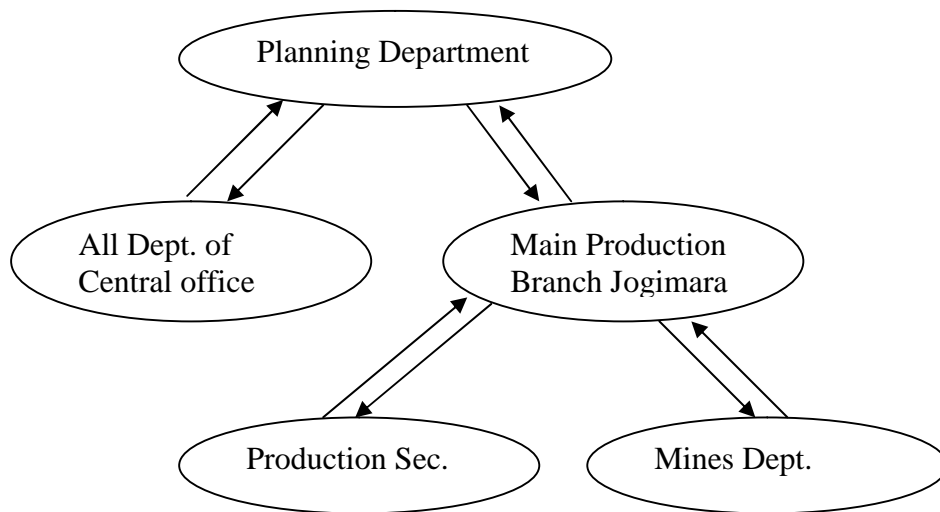 Planning Department
All Dept. of
Central office
Main Production
Branch Jogimara
Production Sec.
Mines Dept.